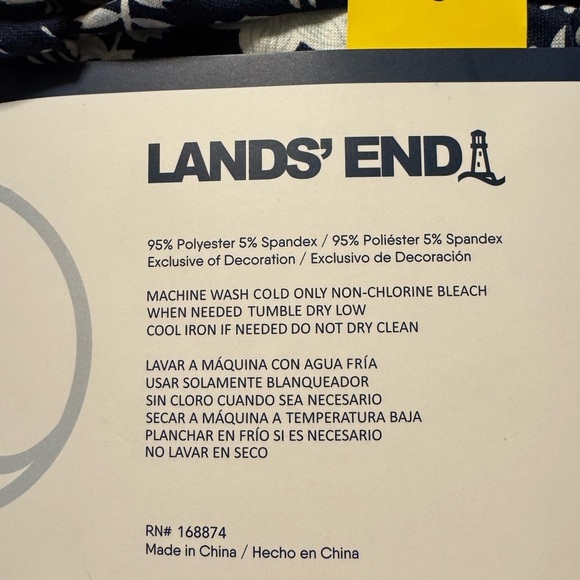 LANDS' END
95% Polyester 5% Spandex / 95% Poliéster 5% Spandex
Exclusive of Decoration / Exclusivo de Decoración
MACHINE WASH COLD ONLY NON-CHLORINE BLEACH
WHEN NEEDED TUMBLE DRY LOW
COOL IRON IF NEEDED DO NOT DRY CLEAN
LAVAR A MÁQUINA CON AGUA FRÍA
USAR SOLAMENTE BLANQUEADOR
SIN CLORO CUANDO SEA NECESARIO
SECAR A MÁQUINA A TEMPERATURA BAJA
PLANCHAR EN FRÍO SI ES NECESARIO
NO LAVAR EN SECO
RN# 168874
Made in China / Hecho en China